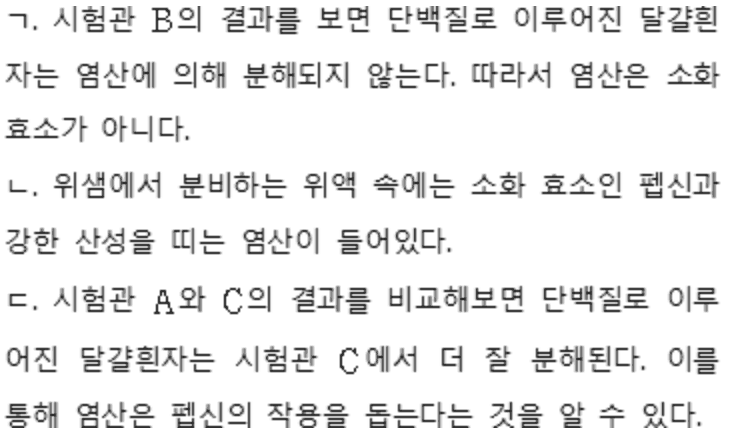 ㄱ. 시험관 B의 결과를 보면 단백질로 이루어진 달걀흰
자는 염산에 의해 분해되지 않는다. 따라서 염산은 소화
효소가 아니다.
ㄴ. 위샘에서 분비하는 위액 속에는 소화 효소인 펩신과
강한 산성을 띠는 염산이 들어있다.
ㄷ. 시험관 A와 C의 결과를 비교해보면 단백질로 이루
어진 달걀흰자는 시험관 C에서 더 잘 분해된다. 이를
통해 염산은 펩신의 작용을 돕는다는 것을 알 수 있다.